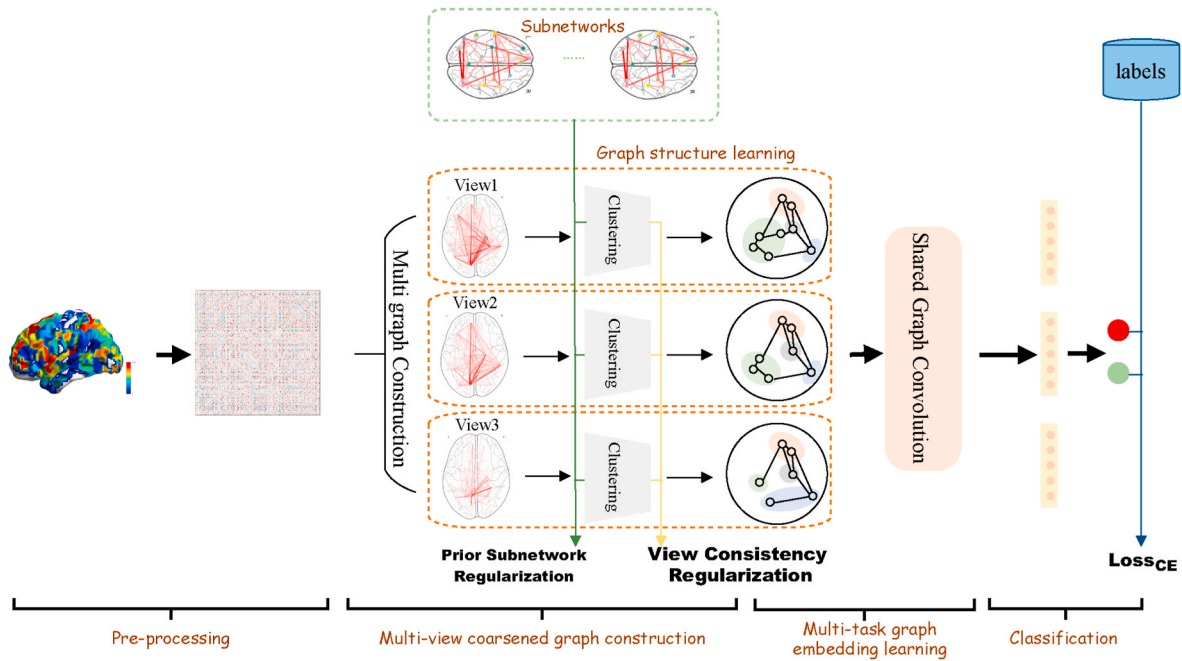 Subnetworks
......
labels
Graph structure learning
View1
Clustering
View2
Clustering
View3
Clustering
Multi graph Construction
Shared Graph Convolution
Prior Subnetwork
Regularization
View Consistency
Regularization
LossCE
Pre-processing
Multi-view coarsened graph construction
Multi-task graph
embedding learning
Classification